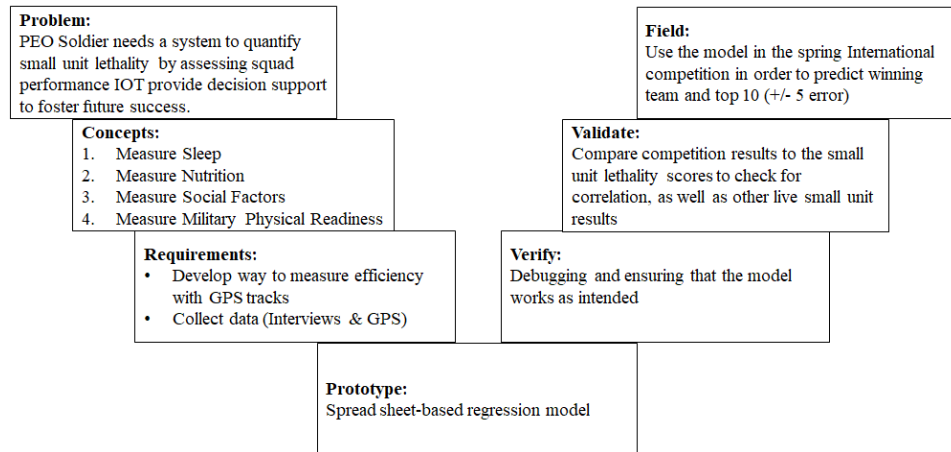 Problem:
PEO Soldier needs a system to quantify
small unit lethality by assessing squad
performance IOT provide decision support
to foster future success.
Concepts:
1. Measure Sleep
2. Measure Nutrition
3. Measure Social Factors
4. Measure Military Physical Readiness
Requirements:
• Develop way to measure efficiency
with GPS tracks
• Collect data (Interviews & GPS)
Prototype:
Spread sheet-based regression model
Verify:
Debugging and ensuring that the model
works as intended
Validate:
Compare competition results to the small
unit lethality scores to check for
correlation, as well as other live small unit
results
Field:
Use the model in the spring International
competition in order to predict winning
team and top 10 (+/- 5 error)